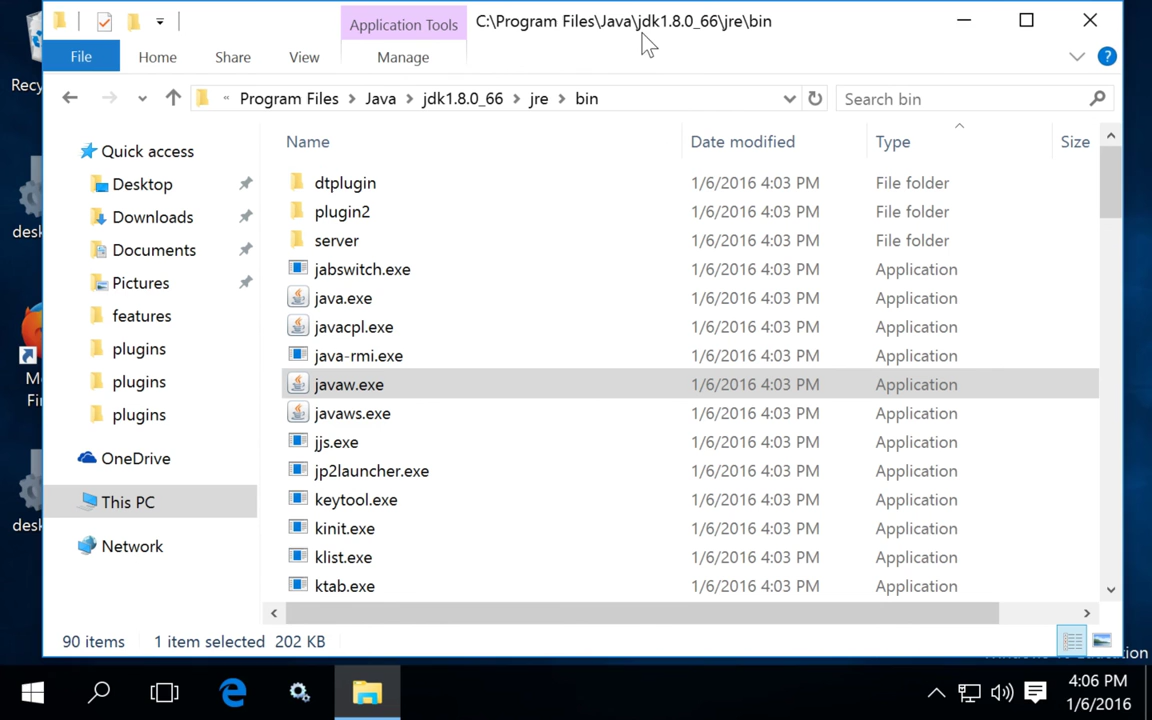 Application Tools
C:\Program Files\Java\jdk1.8.0_66\jre\bin
File Home Share View Manage ?
« Program Files > Java > jdk1.8.0_66 > jre > bin
Search bin
Name Date modified Type Size
Quick access
Desktop
Downloads
Documents
Pictures
features
plugins
plugins
plugins
OneDrive
This PC
Network
dtplugin 1/6/2016 4:03 PM File folder
plugin2 1/6/2016 4:03 PM File folder
server 1/6/2016 4:03 PM File folder
jabswitch.exe 1/6/2016 4:03 PM Application
java.exe 1/6/2016 4:03 PM Application
javacpl.exe 1/6/2016 4:03 PM Application
java-rmi.exe 1/6/2016 4:03 PM Application
javaw.exe 1/6/2016 4:03 PM Application
javaws.exe 1/6/2016 4:03 PM Application
jjs.exe 1/6/2016 4:03 PM Application
jp2launcher.exe 1/6/2016 4:03 PM Application
keytool.exe 1/6/2016 4:03 PM Application
kinit.exe 1/6/2016 4:03 PM Application
klist.exe 1/6/2016 4:03 PM Application
ktab.exe 1/6/2016 4:03 PM Application
90 items 1 item selected 202 KB
Recy
desk
M
Fir
desk
4:06 PM
1/6/2016